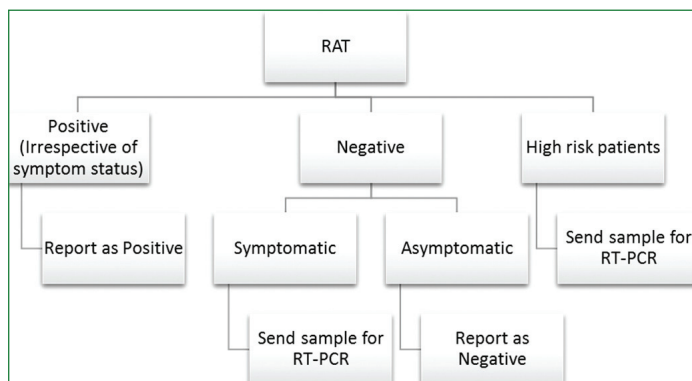 RAT
Positive
(Irrespective of
symptom status)
Negative
High risk patients
Report as Positive
Symptomatic
Asymptomatic
Send sample for
RT-PCR
Send sample for
RT-PCR
Report as
Negative